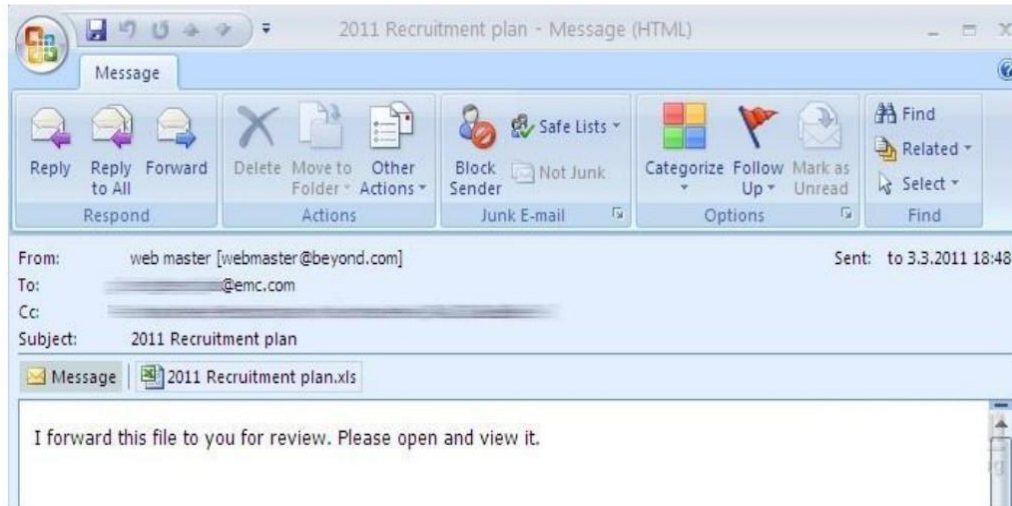 2011 Recruitment plan - Message (HTML)
Message
Reply Reply to All Forward
Respond
Delete Move to Folder Other Actions
Actions
Block Sender Safe Lists Not Junk
Junk E-mail
Categorize Follow Up Mark as Unread
Options
Find Related Select
Find
From: web master [webmaster@beyond.com] Sent: to 3.3.2011 18:48
To: @emc.com
Cc:
Subject: 2011 Recruitment plan
Message 2011 Recruitment plan.xls
I forward this file to you for review. Please open and view it.